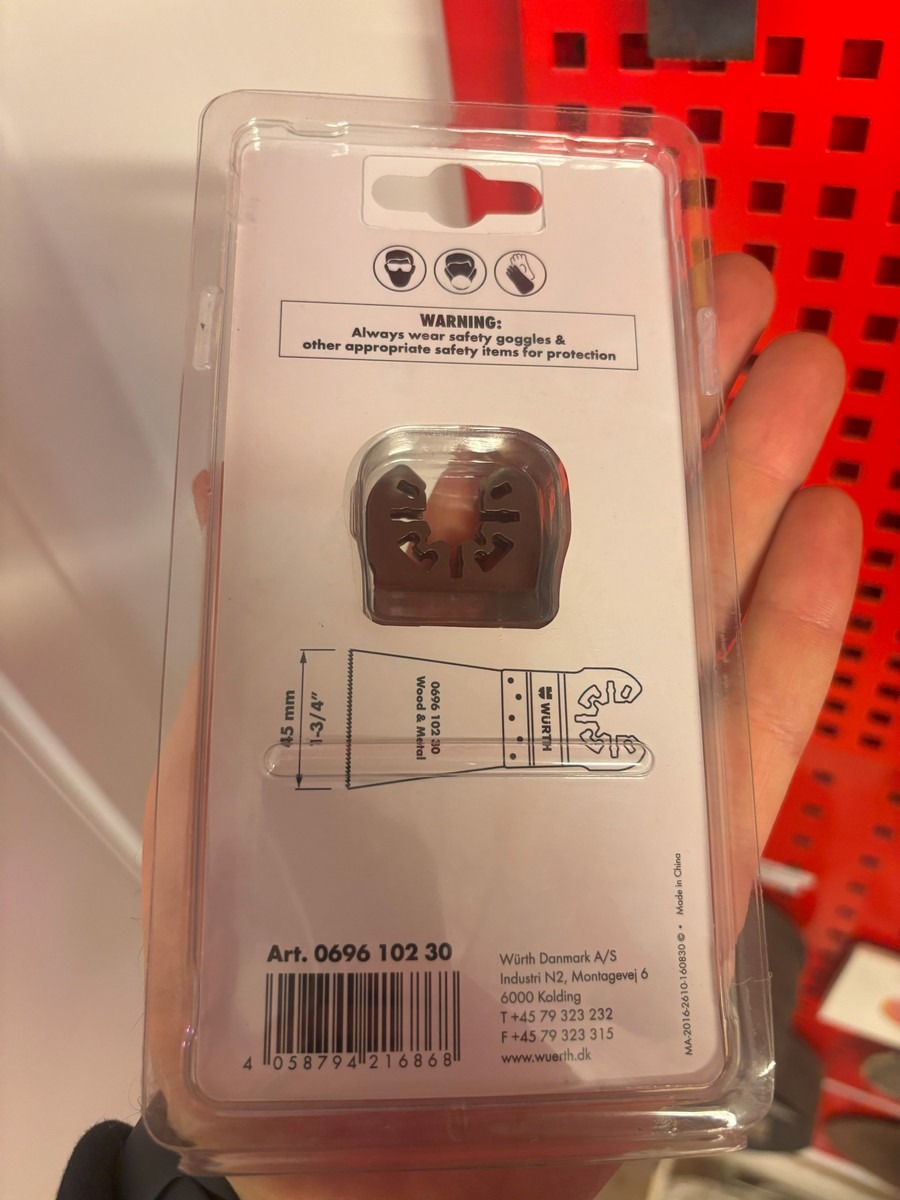 WARNING:
Always wear safety goggles &
other appropriate safety items for protection
45 mm
1-3/4"
0696 102 30
Wood & Metal
WÜRTH
Art. 0696 102 30
4 058794 216868
Würth Danmark A/S
Industri N2, Montagevej 6
6000 Kolding
T +45 79 323 232
F +45 79 323 315
www.wuerth.dk
MA-2016-2610-160830 © • Made in China